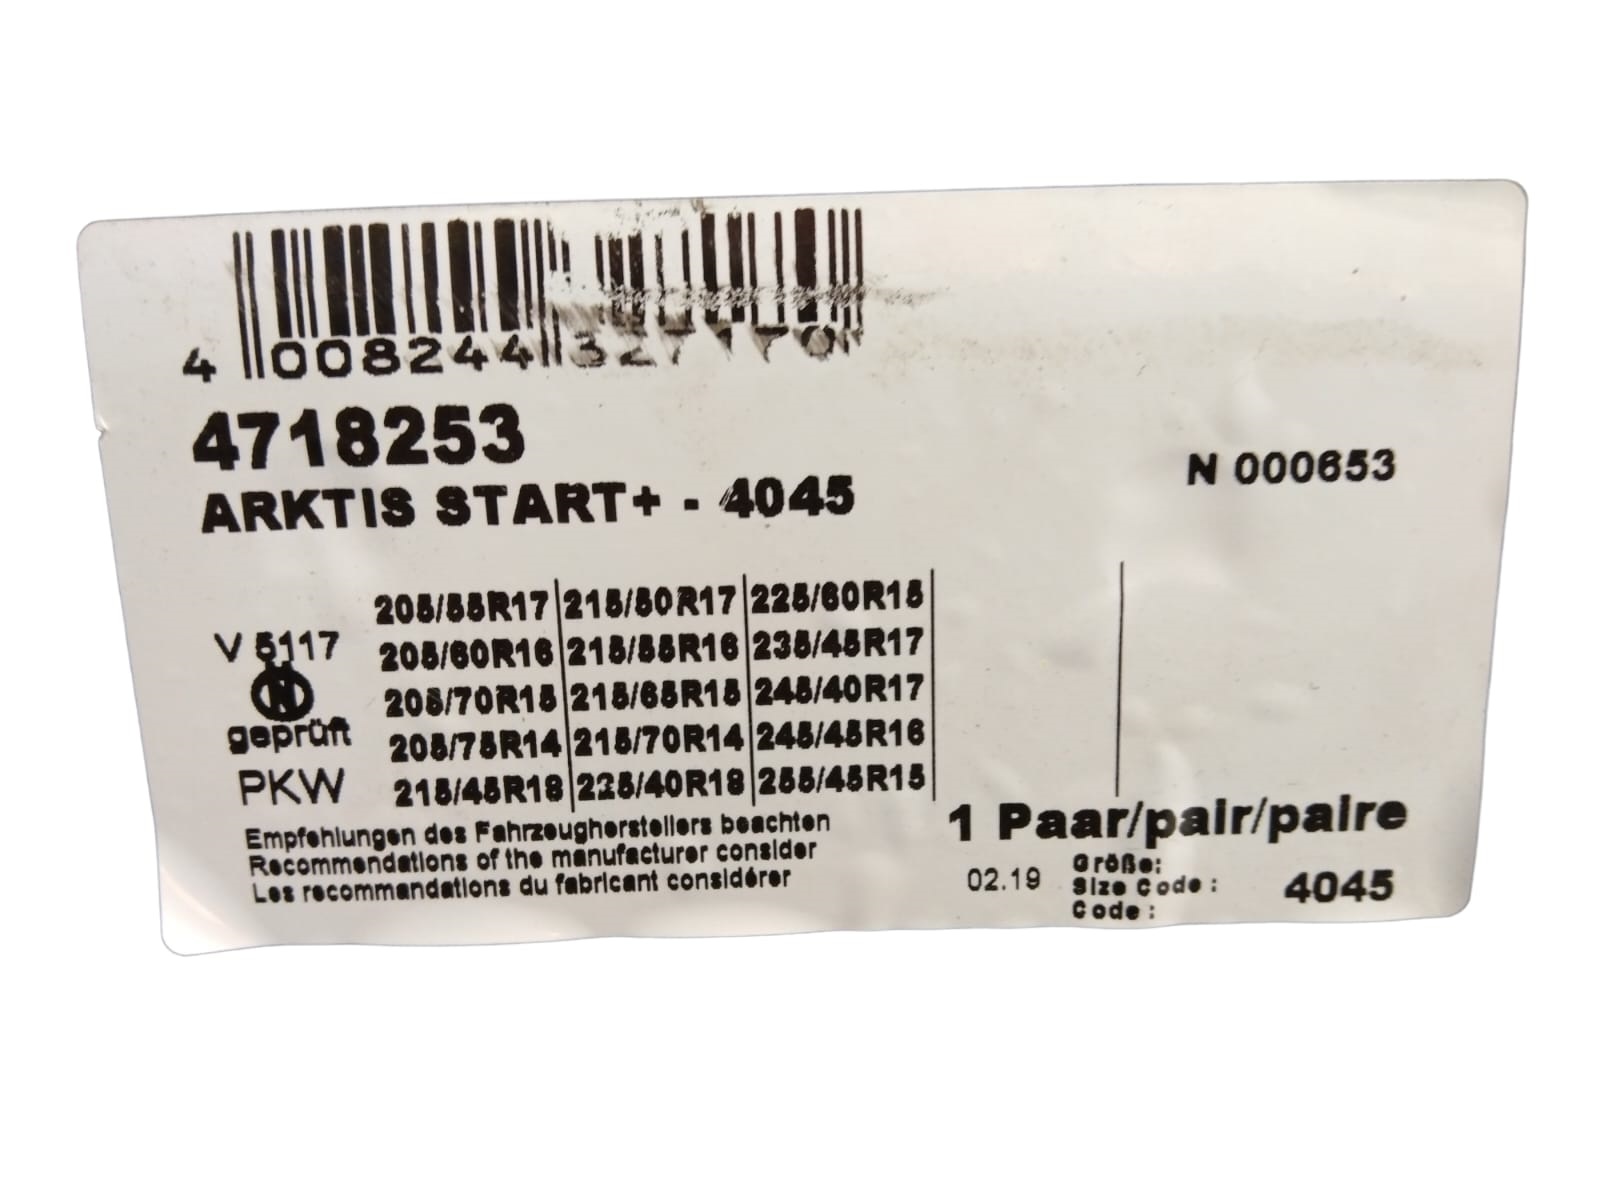 4 008244 327170
4718253
ARKTIS START+ - 4045
N 000653
205/55R17 215/50R17 225/60R15
V 5117
205/60R16 215/55R16 235/45R17
205/70R15 215/65R15 245/40R17
geprüft
205/75R14 215/70R14 245/45R16
PKW
215/45R18 225/40R18 255/45R15
Empfehlungen des Fahrzeugherstellers beachten
Recommendations of the manufacturer consider
Les recommandations du fabricant considérer
1 Paar/pair/paire
02.19
Größe:
Size Code : 4045
Code :